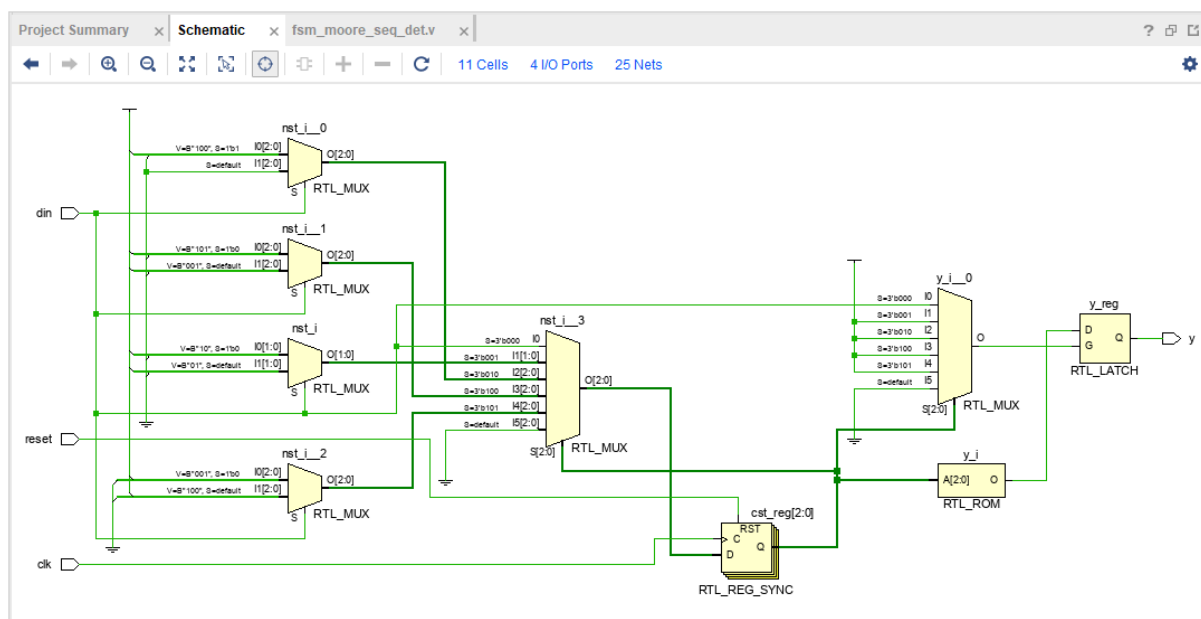 Project Summary × Schematic × fsm_moore_seq_det.v ×
?
11 Cells 4 I/O Ports 25 Nets
nst_i__0
V=B"100", S=1'b1 I0[2:0]
S=default I1[2:0]
O[2:0]
S
RTL_MUX
din
nst_i__1
V=B"101", S=1'b0 I0[2:0]
V=B"001", S=default I1[2:0]
O[2:0]
S
RTL_MUX
nst_i
V=B"10", S=1'b0 I0[1:0]
V=B"01", S=default I1[1:0]
O[1:0]
S
RTL_MUX
reset
nst_i__2
V=B"001", S=1'b0 I0[2:0]
V=B"100", S=default I1[2:0]
O[2:0]
S
RTL_MUX
clk
nst_i__3
S=3'b000 I0
S=3'b001 I1[1:0]
S=3'b010 I2[2:0]
S=3'b100 I3[2:0]
S=3'b101 I4[2:0]
S=default I5[2:0]
O[2:0]
S[2:0]
RTL_MUX
cst_reg[2:0]
RST
C
D
Q
RTL_REG_SYNC
y_i__0
S=3'b000 I0
S=3'b001 I1
S=3'b010 I2
S=3'b100 I3
S=3'b101 I4
S=default I5
O
S[2:0]
RTL_MUX
y_i
A[2:0] O
RTL_ROM
y_reg
D
G
Q
RTL_LATCH
y